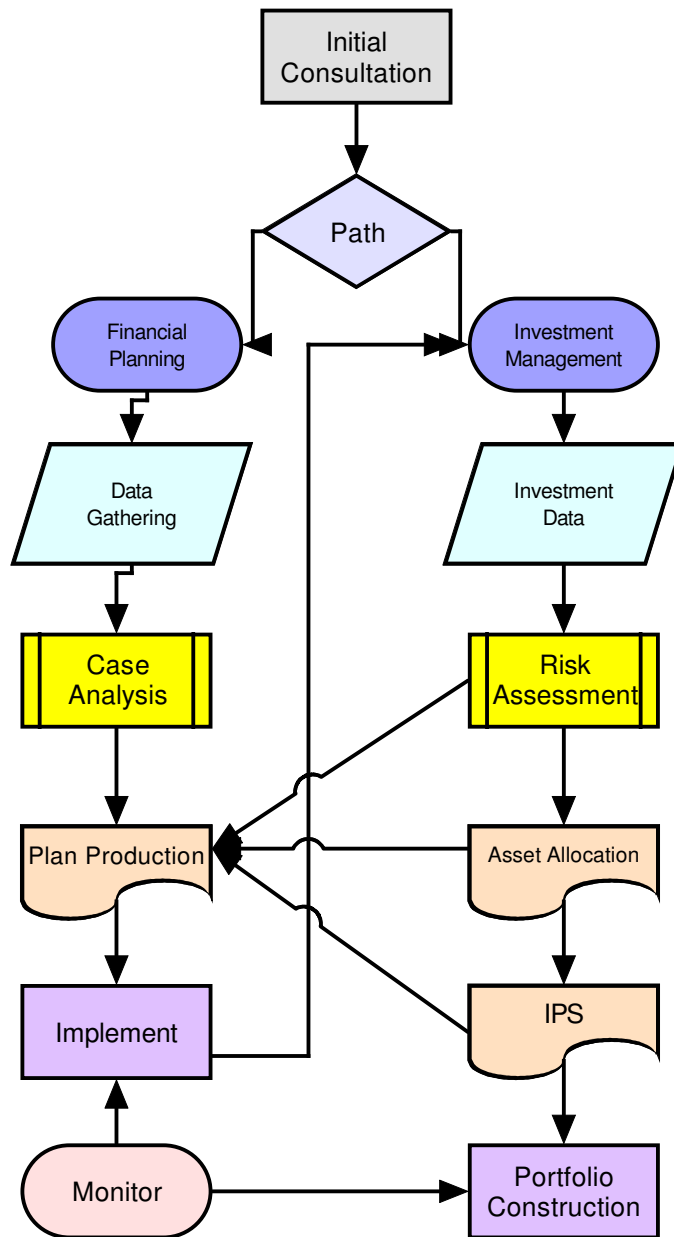 Initial
Consultation
Path
Financial
Planning
Investment
Management
Data
Gathering
Investment
Data
Case
Analysis
Risk
Assessment
Plan Production
Asset Allocation
Implement
IPS
Monitor
Portfolio
Construction